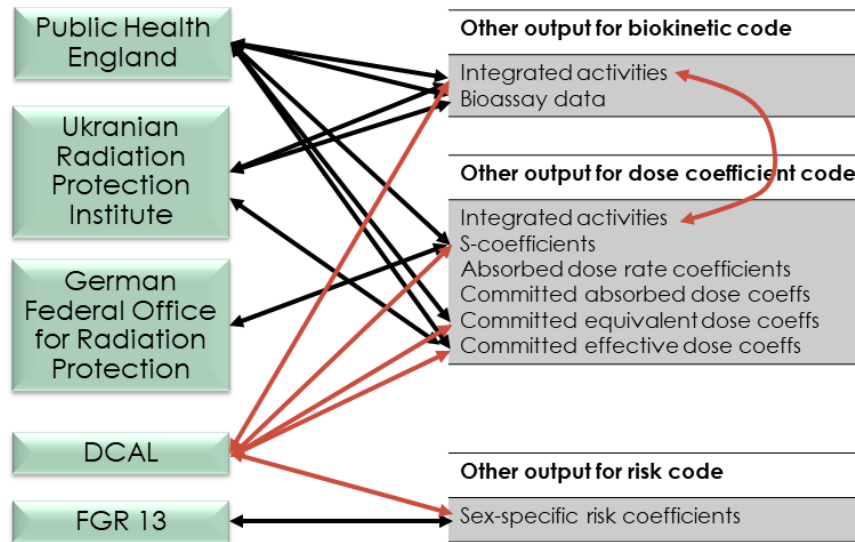 Public Health
England
Ukranian
Radiation
Protection
Institute
German
Federal Office
for Radiation
Protection
DCAL
FGR 13
Other output for biokinetic code
Integrated activities
Bioassay data
Other output for dose coefficient code
Integrated activities
S-coefficients
Absorbed dose rate coefficients
Committed absorbed dose coeffs
Committed equivalent dose coeffs
Committed effective dose coeffs
Other output for risk code
Sex-specific risk coefficients